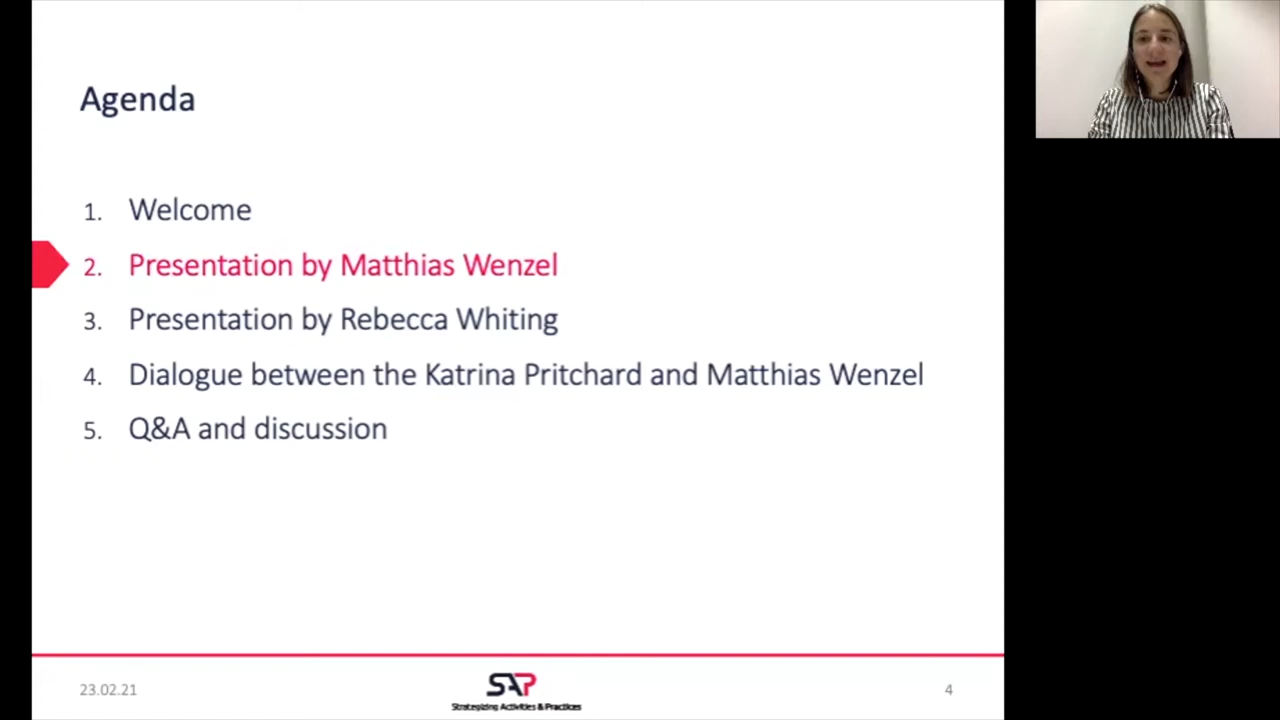 Agenda
1. Welcome
2. Presentation by Matthias Wenzel
3. Presentation by Rebecca Whiting
4. Dialogue between the Katrina Pritchard and Matthias Wenzel
5. Q&A and discussion
23.02.21
SAP
Strategizing Activities & Practices
4